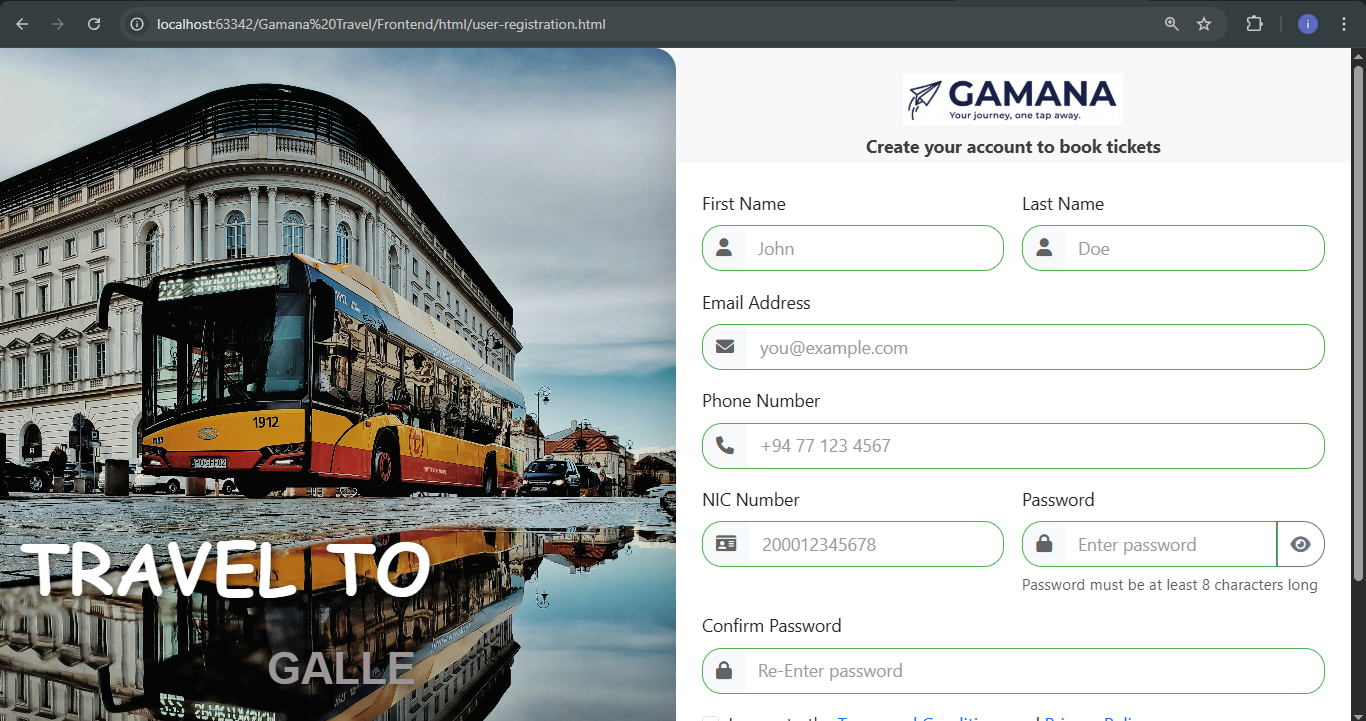 localhost:63342/Gamana%20Travel/Frontend/html/user-registration.html
i
GAMANA
Your journey, one tap away.
Create your account to book tickets
First Name
Last Name
John
Doe
Email Address
you@example.com
Phone Number
+94 77 123 4567
NIC Number
Password
200012345678
Enter password
Password must be at least 8 characters long
Confirm Password
Re-Enter password
1912
TRAVEL TO
GALLE